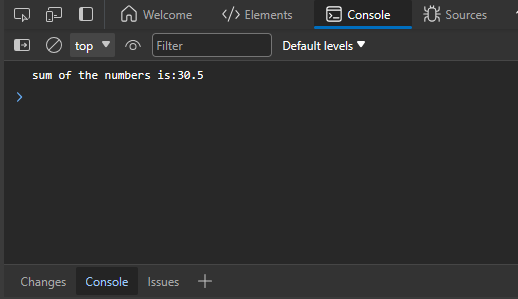 Welcome Elements Console Sources
top Filter Default levels
sum of the numbers is:30.5
Changes Console Issues